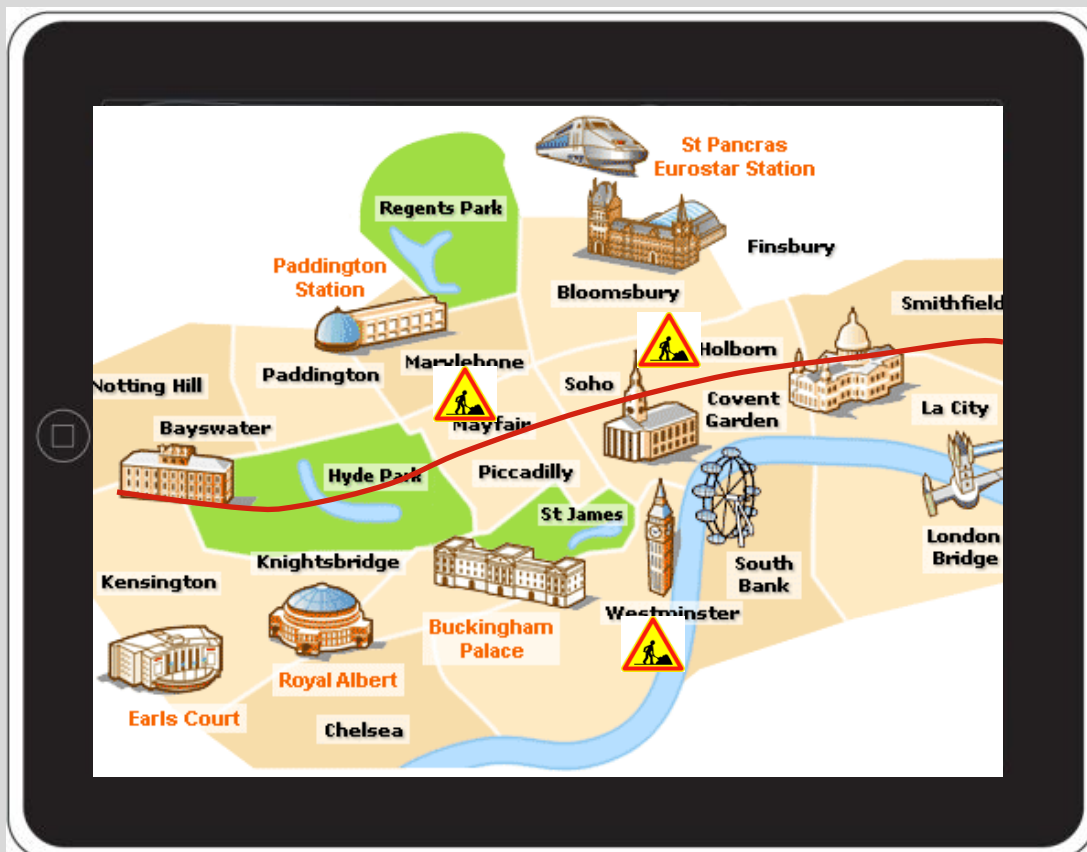 St Pancras
Eurostar Station
Regents Park
Finsbury
Paddington
Station
Bloomsbury
Smithfield
Holborn
Marylebone
Paddington
Notting Hill
Soho
Covent
Garden
La City
Bayswater
Mayfair
Hyde Park
Piccadilly
St James
London
Bridge
Knightsbridge
South
Bank
Kensington
Westminster
Buckingham
Palace
Royal Albert
Earls Court
Chelsea